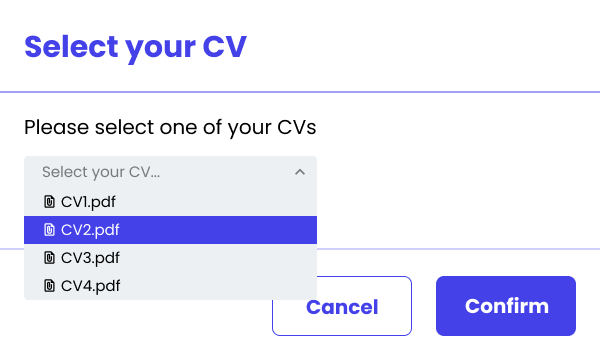 Select your CV
Please select one of your CVs
Select your CV...
CV1.pdf
CV2.pdf
CV3.pdf
CV4.pdf
Cancel
Confirm